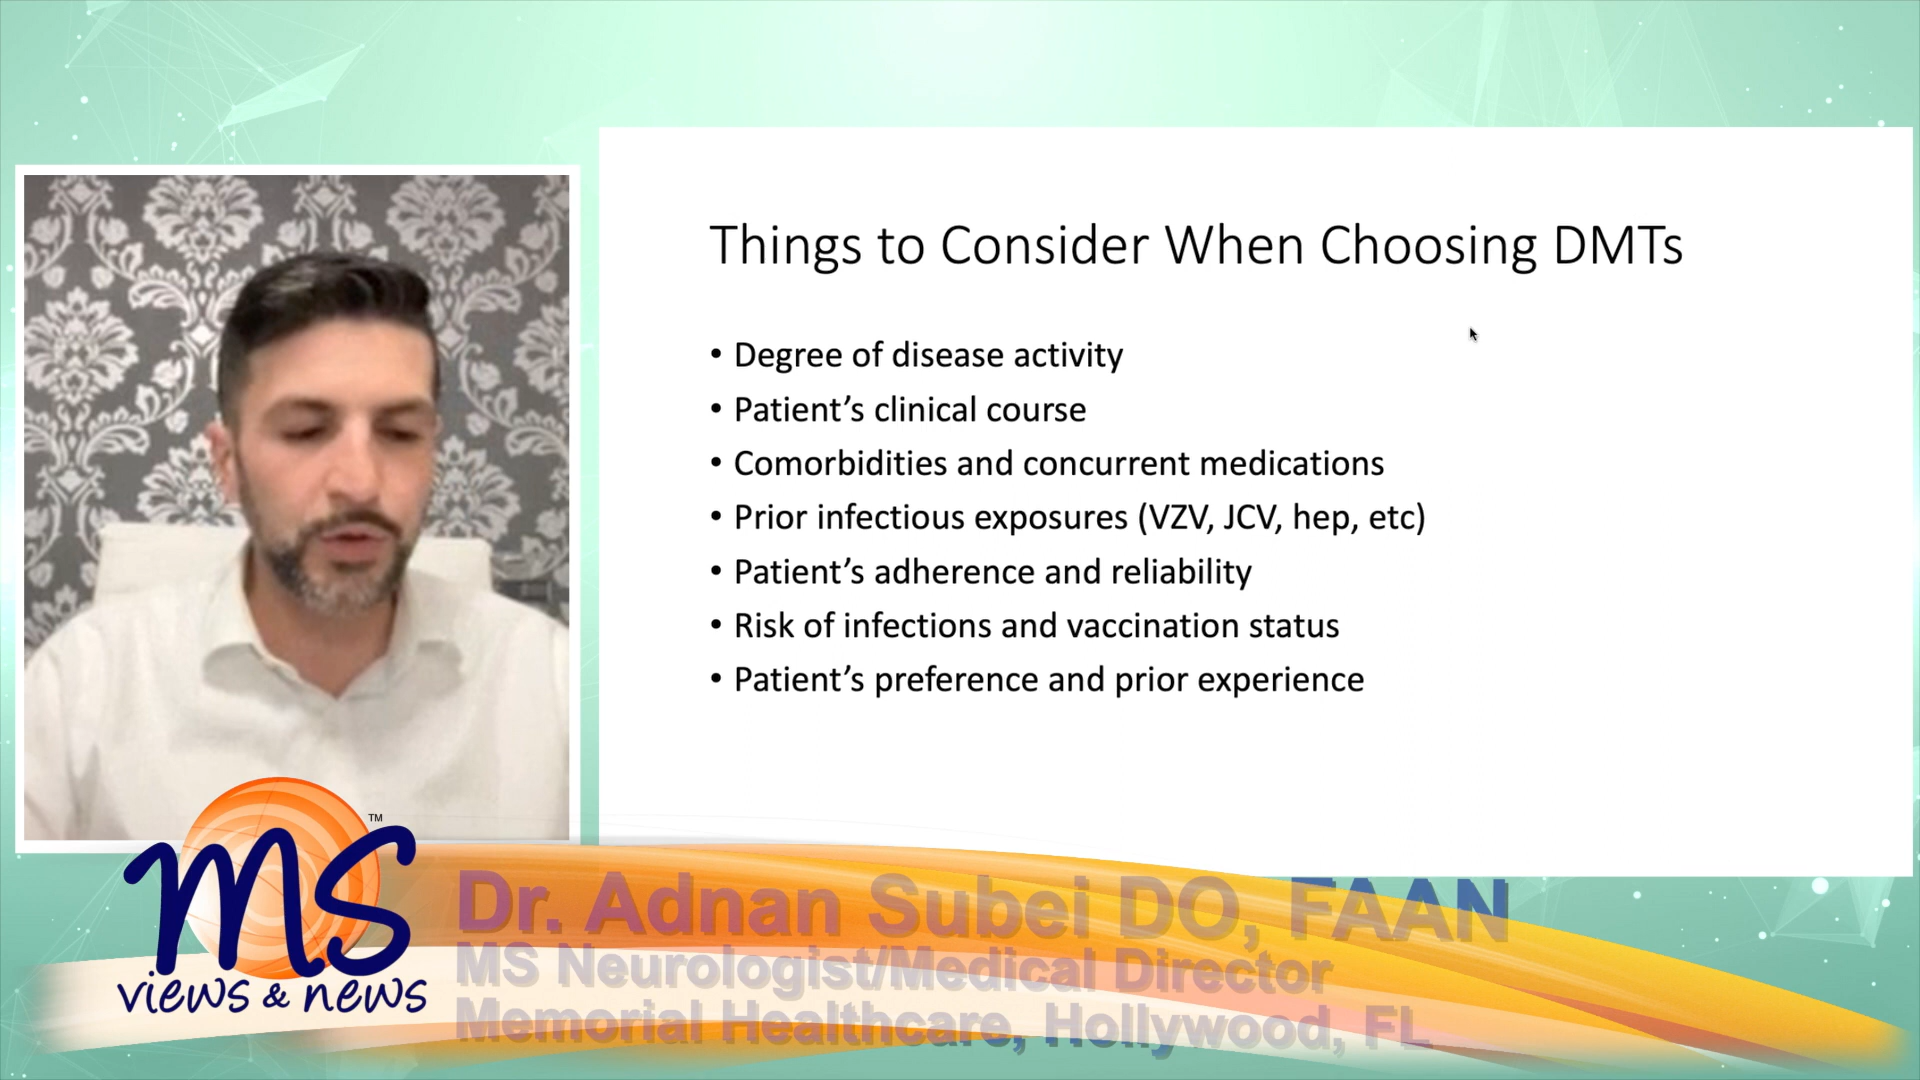 Things to Consider When Choosing DMTs
• Degree of disease activity
• Patient’s clinical course
• Comorbidities and concurrent medications
• Prior infectious exposures (VZV, JCV, hep, etc)
• Patient’s adherence and reliability
• Risk of infections and vaccination status
• Patient’s preference and prior experience
MS™
views & news
Dr. Adnan Subei DO, FAAN
MS Neurologist/Medical Director
Memorial Healthcare, Hollywood, FL